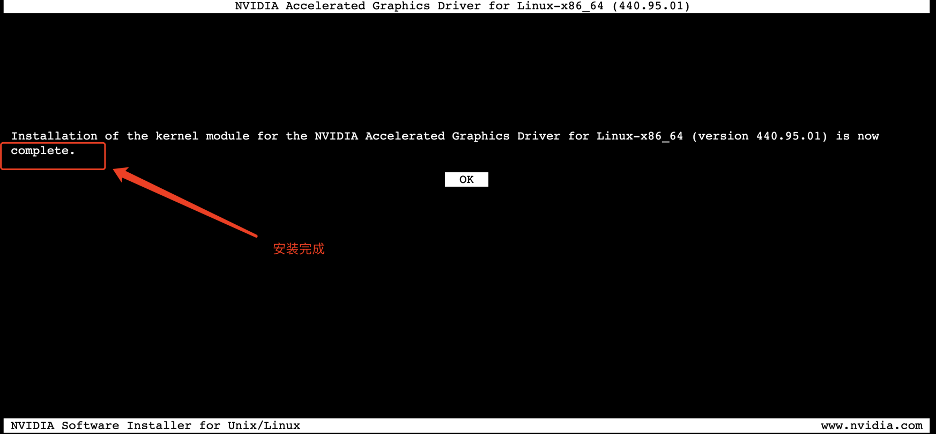 NVIDIA Accelerated Graphics Driver for Linux-x86_64 (440.95.01)
Installation of the kernel module for the NVIDIA Accelerated Graphics Driver for Linux-x86_64 (version 440.95.01) is now
complete.
OK
安装完成
NVIDIA Software Installer for Unix/Linux
www.nvidia.com